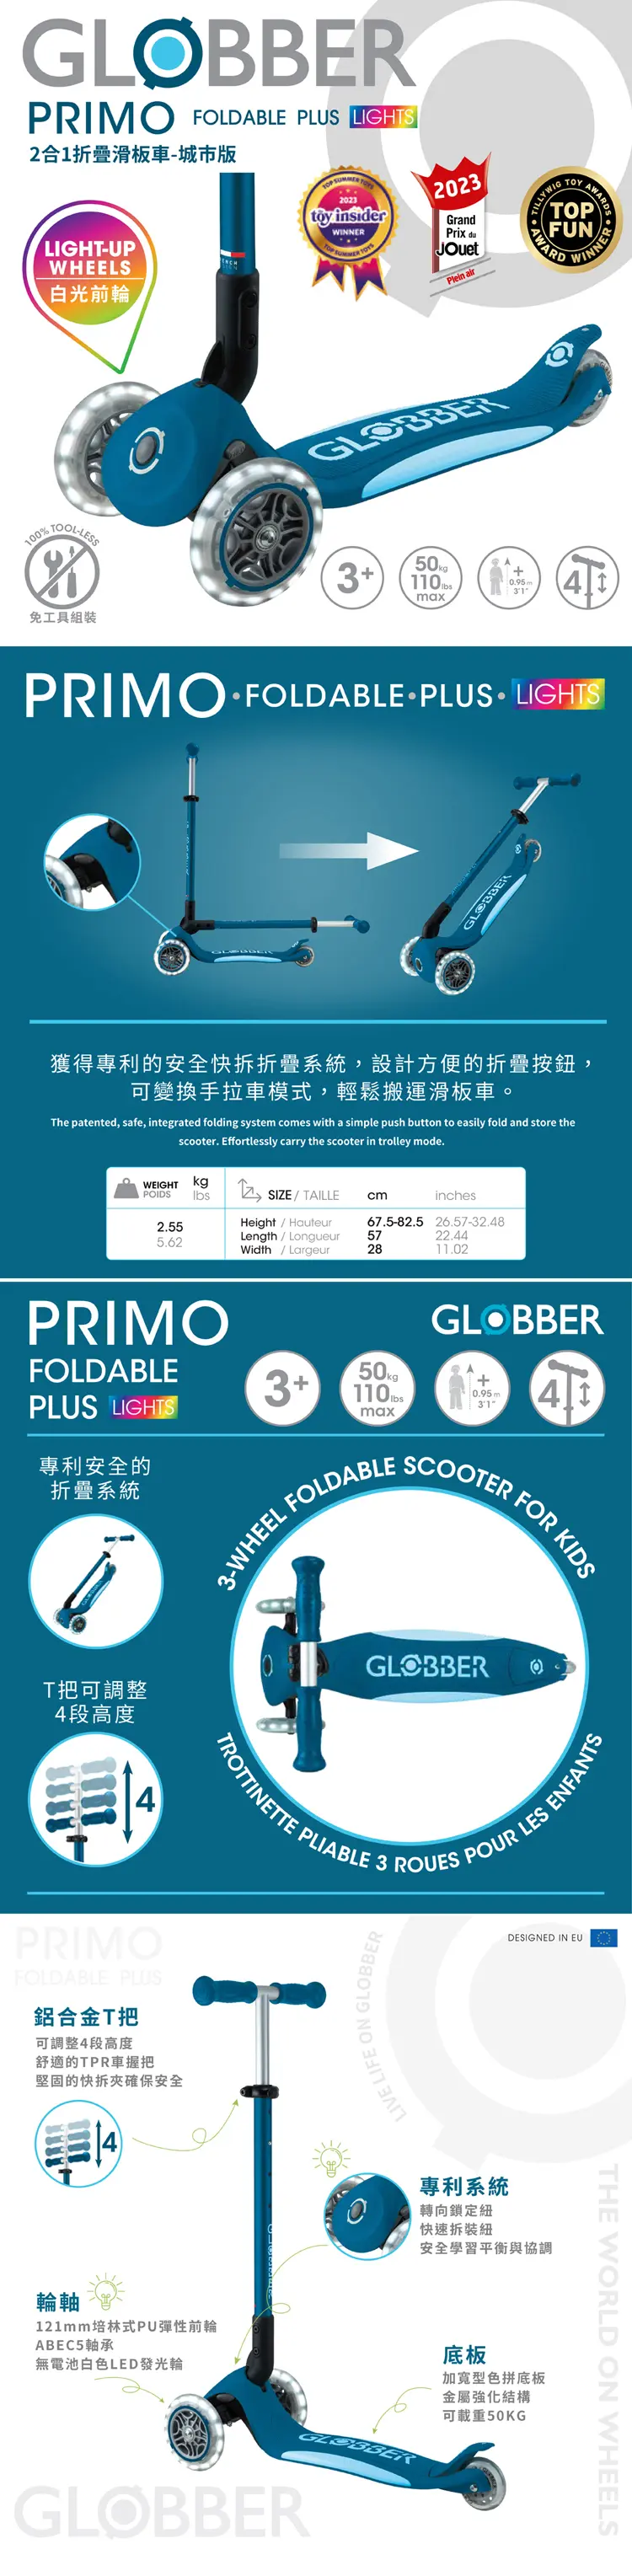 GLOBBER
PRIMO FOLDABLE PLUS LIGHTS
2合1折疊滑板車-城市版
LIGHT-UP
WHEELS
白光前輪
TOP SUMMER TOYS
2023
toy insider
WINNER
TOP SUMMER TOYS
2023
Grand
Prix du
JOuet
Plein air
TILLYWIG TOY AWARDS
TOP
FUN
AWARD WINNER
GLOBBER
100% TOOL-LESS
免工具組裝
3+
50kg
110lbs
max
+
0.95 m
3'1"
4
PRIMO•FOLDABLE•PLUS•LIGHTS
GLOBBER
GLOBBER
獲得專利的安全快拆折疊系統，設計方便的折疊按鈕，
可變換手拉車模式，輕鬆搬運滑板車。
The patented, safe, integrated folding system comes with a simple push button to easily fold and store the
scooter. Effortlessly carry the scooter in trolley mode.
WEIGHT kg
POIDS lbs
SIZE / TAILLE cm inches
2.55
5.62
Height / Hauteur 67.5-82.5 26.57-32.48
Length / Longueur 57 22.44
Width / Largeur 28 11.02
PRIMO
FOLDABLE
PLUS LIGHTS
GLOBBER
3+
50kg
110lbs
max
+
0.95 m
3'1"
4
專利安全的
折疊系統
T把可調整
4段高度
4
3-WHEEL FOLDABLE SCOOTER FOR KIDS
GLOBBER
TROTTINETTE PLIABLE 3 ROUES POUR LES ENFANTS
PRIMO
FOLDABLE PLUS
DESIGNED IN EU
LIVE LIFE ON GLOBBER
鋁合金T把
可調整4段高度
舒適的TPR車握把
堅固的快拆夾確保安全
4
專利系統
轉向鎖定紐
快速拆裝紐
安全學習平衡與協調
輪軸
121mm培林式PU彈性前輪
ABEC5軸承
無電池白色LED發光輪
底板
加寬型色拼底板
金屬強化結構
可載重50KG
GLOBBER
THE WORLD ON WHEELS
GLOBBER